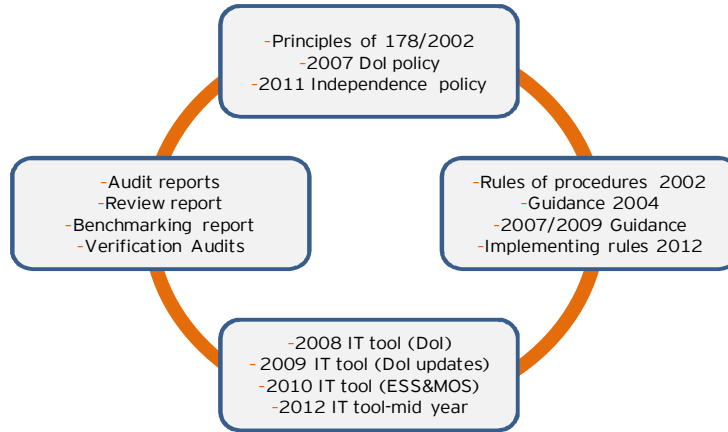 -Principles of 178/2002
-2007 DoI policy
-2011 Independence policy
-Audit reports
-Review report
-Benchmarking report
-Verification Audits
-Rules of procedures 2002
-Guidance 2004
-2007/2009 Guidance
-Implementing rules 2012
-2008 IT tool (DoI)
-2009 IT tool (DoI updates)
-2010 IT tool (ESS&MOS)
-2012 IT tool-mid year